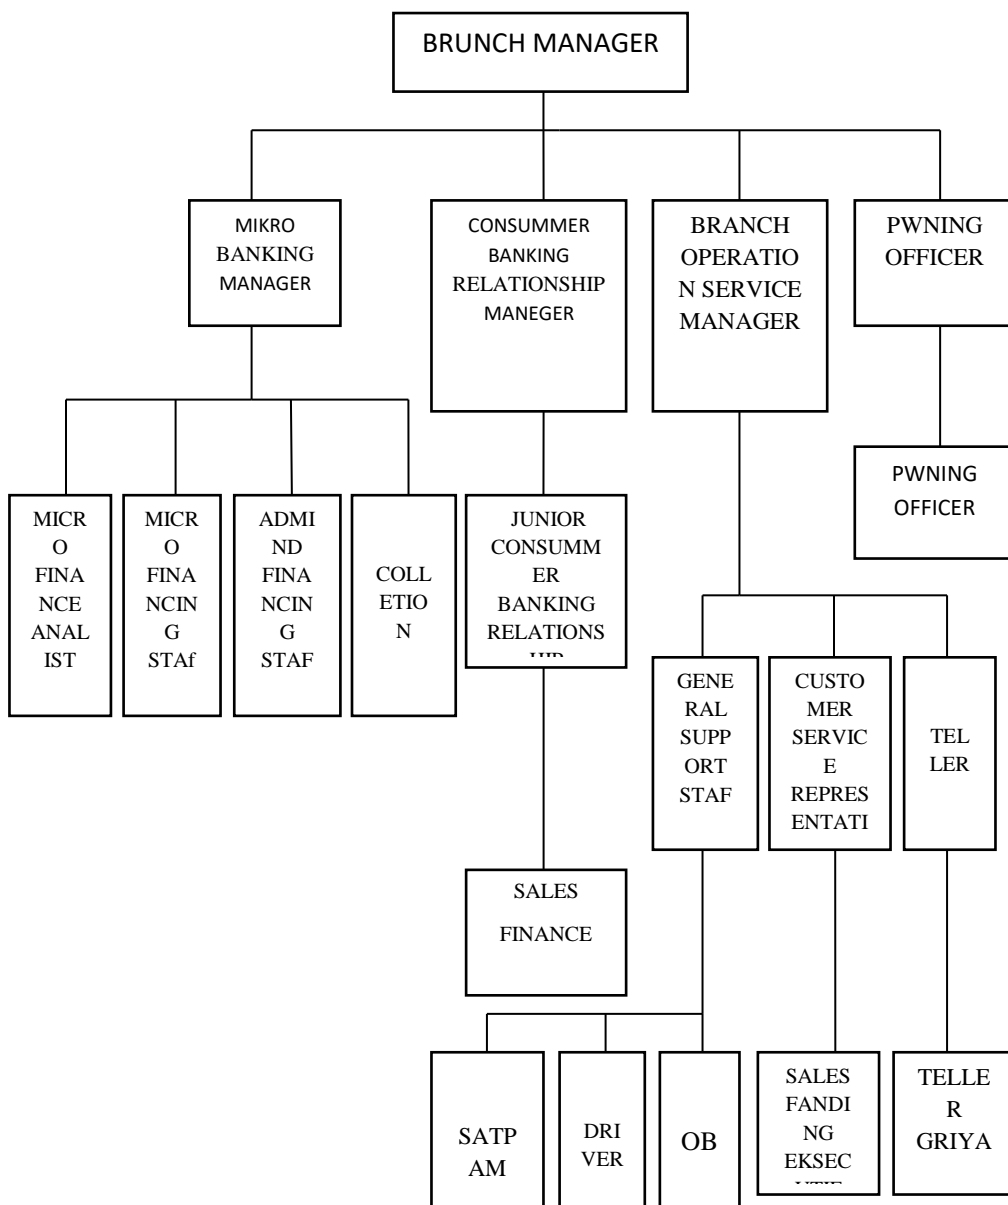 BRUNCH MANAGER
MIKRO
BANKING
MANAGER
CONSUMMER
BANKING
RELATIONSHIP
MANEGER
BRANCH
OPERATIO
N SERVICE
MANAGER
PWNING
OFFICER
PWNING
OFFICER
MICR
O
FINA
NCE
ANAL
IST
MICR
O
FINA
NCIN
G
STAf
ADMI
ND
FINA
NCIN
G
STAF
COLL
ETIO
N
JUNIOR
CONSUMM
ER
BANKING
RELATIONS
GENE
RAL
SUPP
ORT
STAF
CUSTO
MER
SERVIC
E
REPRES
ENTATI
TEL
LER
SALES
FINANCE
SATP
AM
DRI
VER
OB
SALES
FANDI
NG
EKSEC
TELLE
R
GRIYA